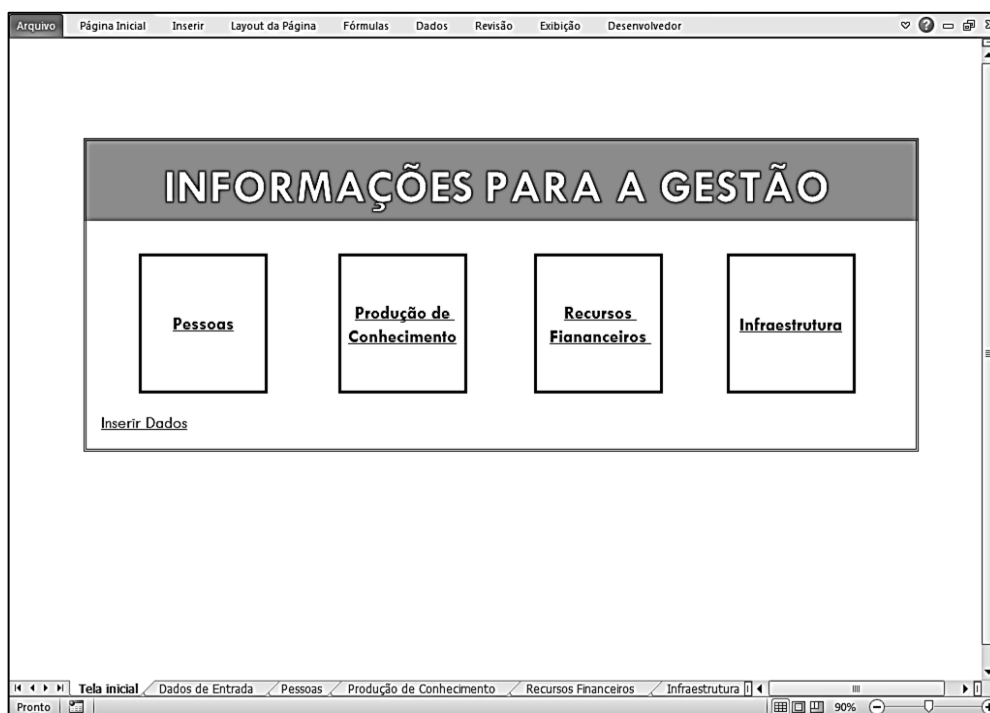 Arquivo Página Inicial Inserir Layout da Página Fórmulas Dados Revisão Exibição Desenvolvedor
INFORMAÇÕES PARA A GESTÃO
Pessoas
Produção de
Conhecimento
Recursos
Fiananceiros
Infraestrutura
Inserir Dados
Tela inicial Dados de Entrada Pessoas Produção de Conhecimento Recursos Financeiros Infraestrutura
Pronto 90%